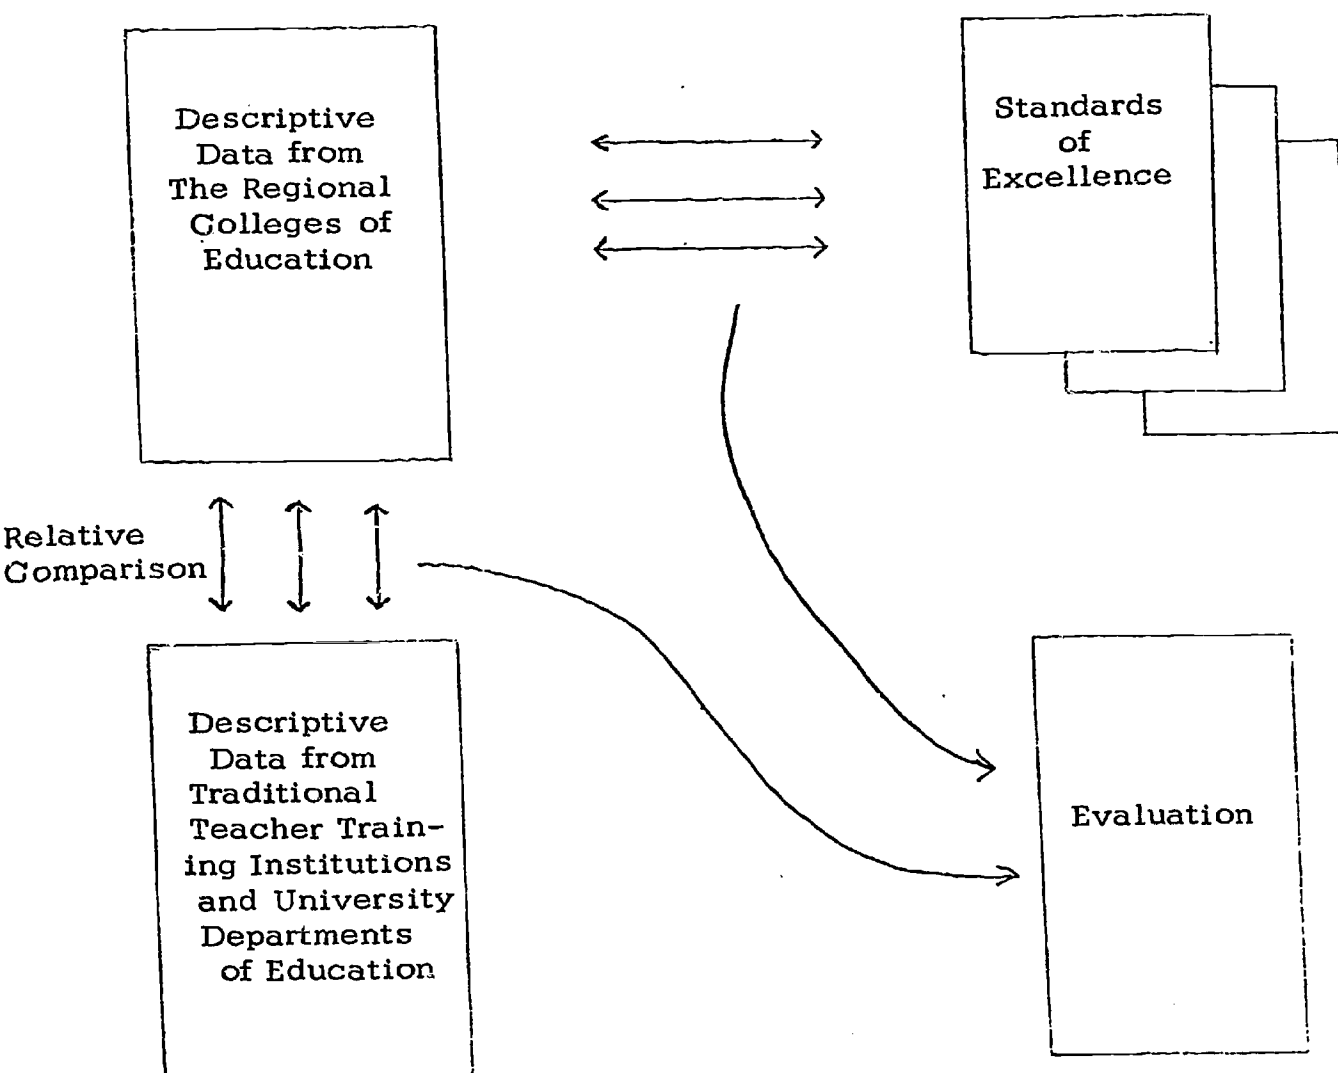 Descriptive
Data from
The Regional
Colleges of
Education
Standards
of
Excellence
Relative
Comparison
Descriptive
Data from
Traditional
Teacher Train-
ing Institutions
and University
Departments
of Education
Evaluation